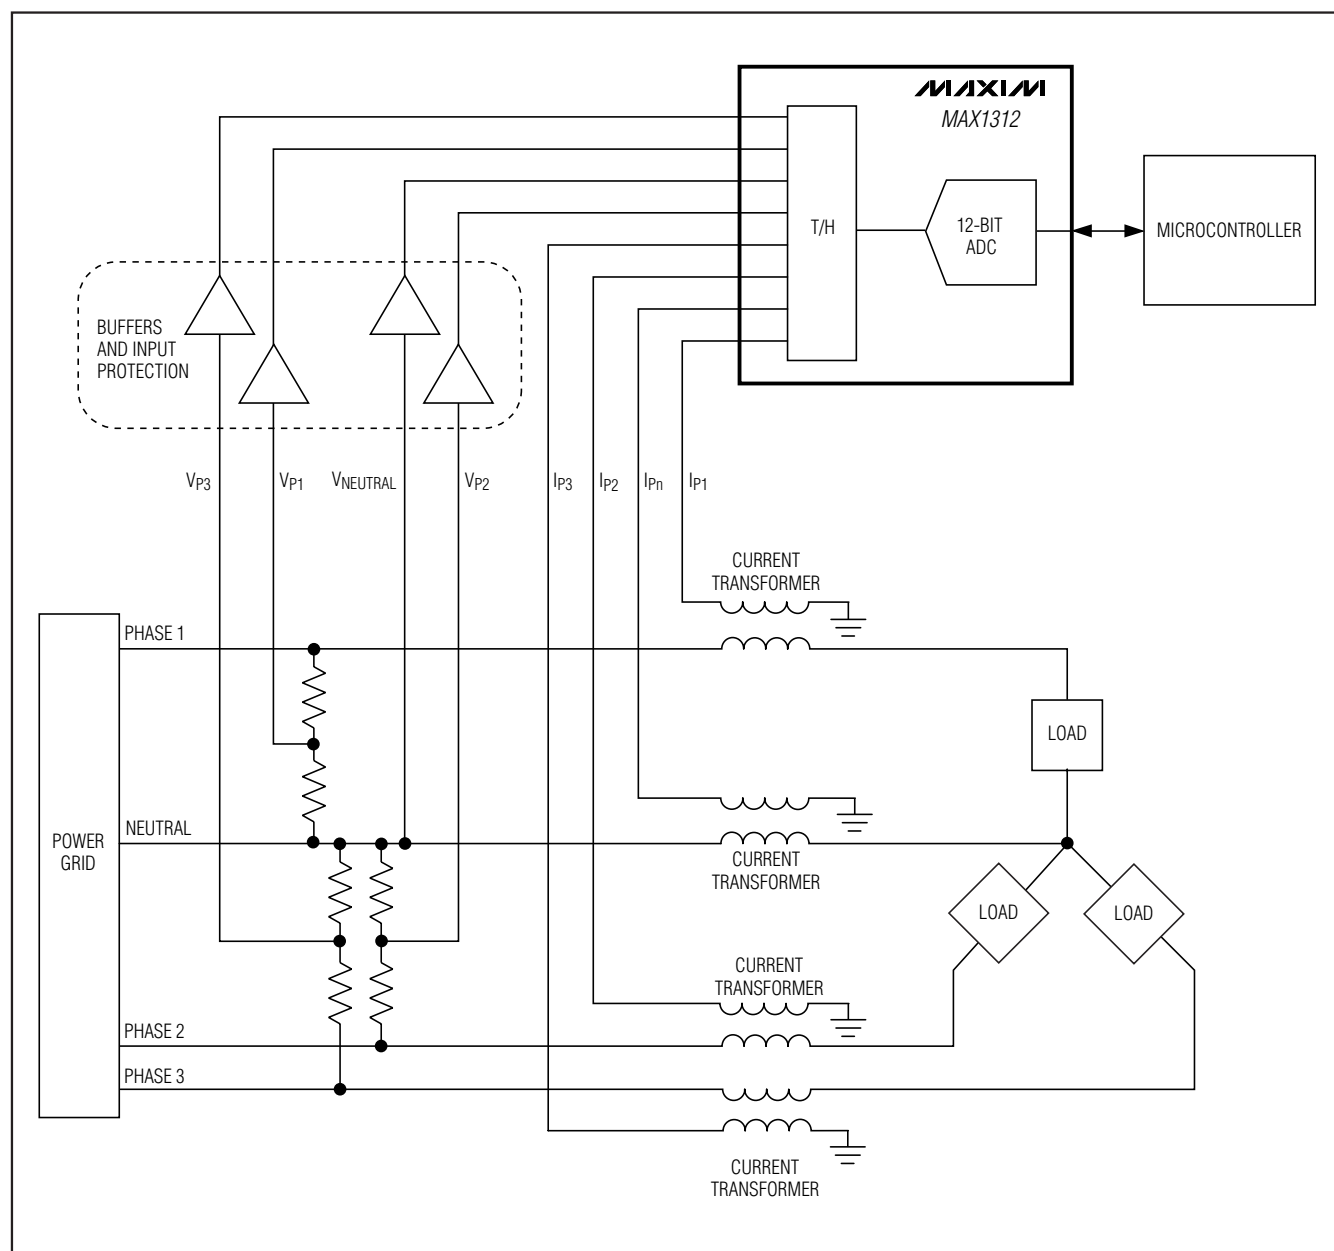 MAXIM
MAX1312
T/H
12-BIT
ADC
MICROCONTROLLER
BUFFERS
AND INPUT
PROTECTION
VP3
VP1
VNEUTRAL
VP2
IP3
IP2
IPn
IP1
CURRENT
TRANSFORMER
PHASE 1
LOAD
NEUTRAL
POWER
GRID
CURRENT
TRANSFORMER
LOAD
LOAD
CURRENT
TRANSFORMER
PHASE 2
PHASE 3
CURRENT
TRANSFORMER